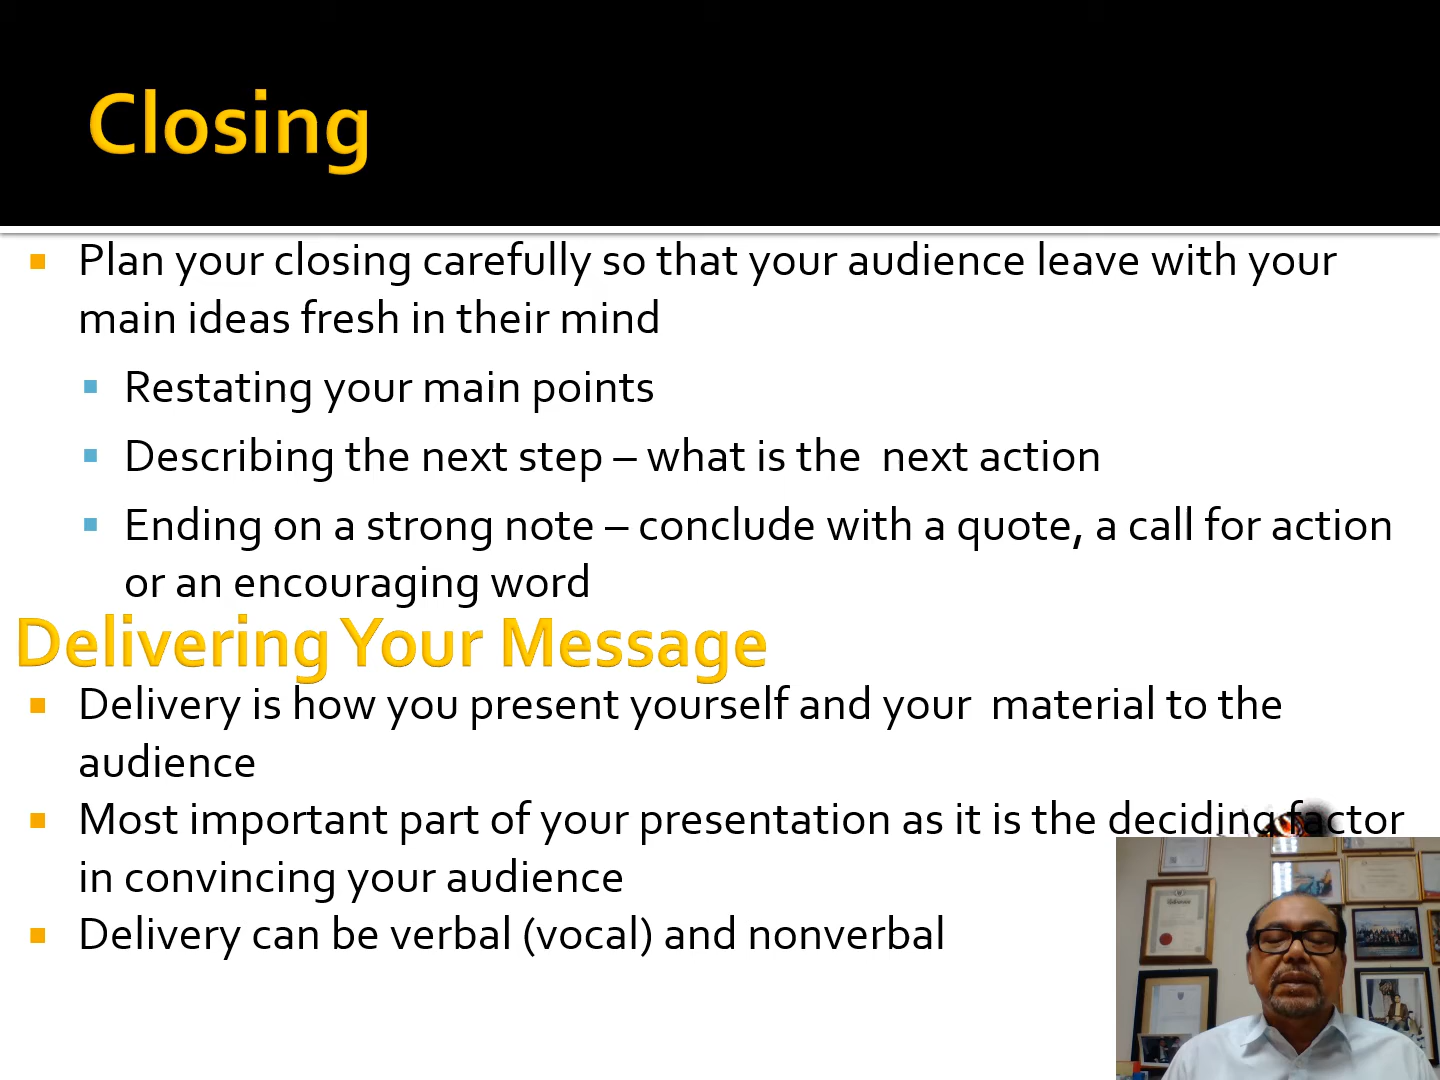 Closing
Plan your closing carefully so that your audience leave with your
main ideas fresh in their mind
Restating your main points
Describing the next step – what is the  next action
Ending on a strong note – conclude with a quote, a call for action
or an encouraging word
Delivering Your Message
Delivery is how you present yourself and your  material to the
audience
Most important part of your presentation as it is the deciding factor
in convincing your audience
Delivery can be verbal (vocal) and nonverbal